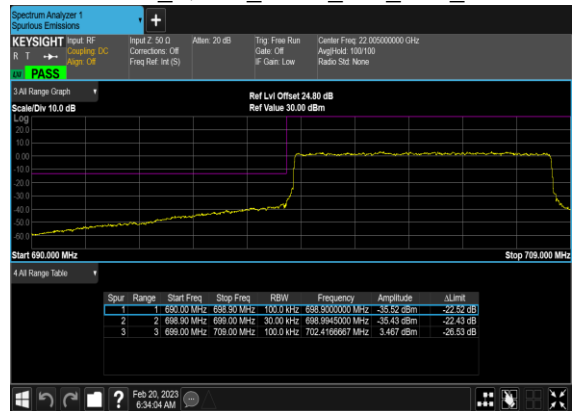 Spectrum Analyzer 1
Spurious Emissions
+
KEYSIGHT Input: RF Input Z: 50 Ω Atten: 20 dB Trig: Free Run Center Freq: 22.005000000 GHz
R T Coupling: DC Corrections: Off Gate: Off Avg|Hold: 100/100
Align: Off Freq Ref: Int (S) IF Gain: Low Radio Std: None
LW PASS
3 All Range Graph
Ref Lvl Offset 24.80 dB
Scale/Div 10.0 dB Ref Value 30.00 dBm
Log
20.0
10.0
0.00
-10.0
-20.0
-30.0
-40.0
-50.0
-60.0
Start 690.000 MHz Stop 709.000 MHz
4 All Range Table
Spur Range Start Freq Stop Freq RBW Frequency Amplitude ΔLimit
1 1 690.00 MHz 698.90 MHz 100.0 kHz 698.9000000 MHz -35.52 dBm -22.52 dB
2 2 698.90 MHz 699.00 MHz 30.00 kHz 698.9945000 MHz -35.43 dBm -22.43 dB
3 3 699.00 MHz 709.00 MHz 100.0 kHz 702.4166667 MHz 3.467 dBm -26.53 dB
? Feb 20, 2023
6:34:04 AM